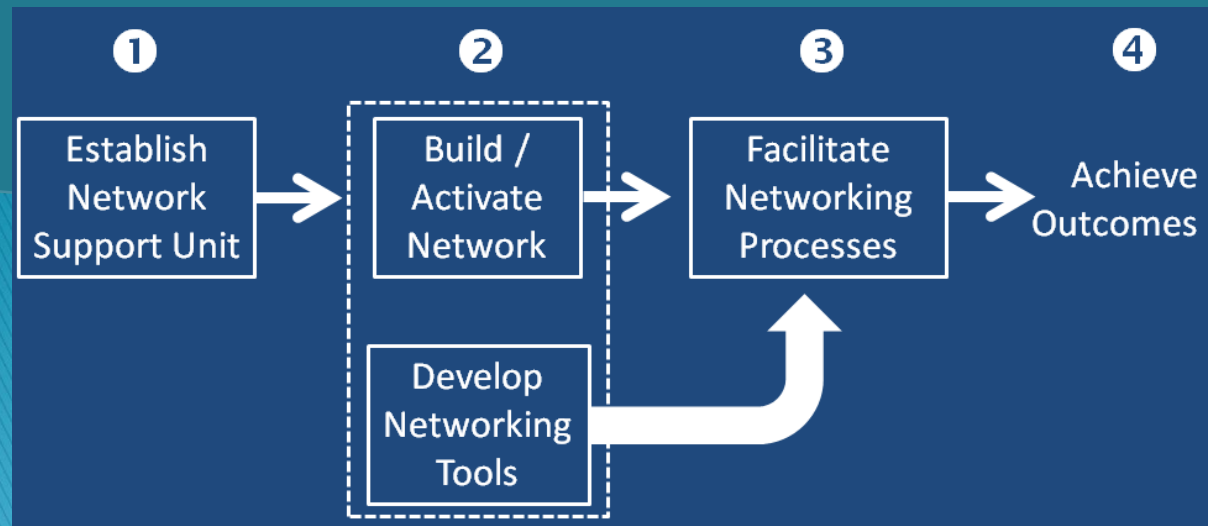 1
2
3
4
Establish
Network
Support Unit
Build /
Activate
Network
Facilitate
Networking
Processes
Achieve
Outcomes
Develop
Networking
Tools